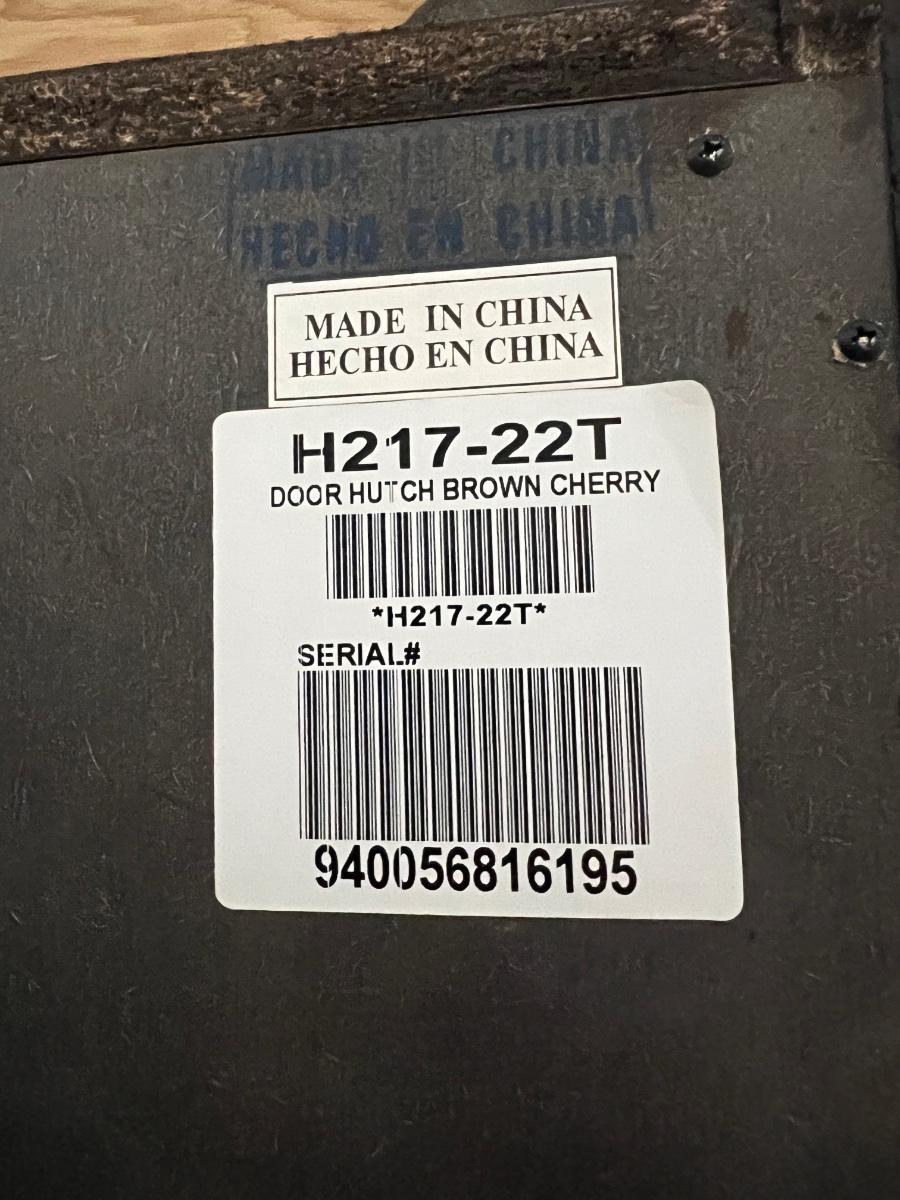 MADE IN CHINA
HECHO EN CHINA
MADE IN CHINA
HECHO EN CHINA
H217-22T
DOOR HUTCH BROWN CHERRY
*H217-22T*
SERIAL#
940056816195